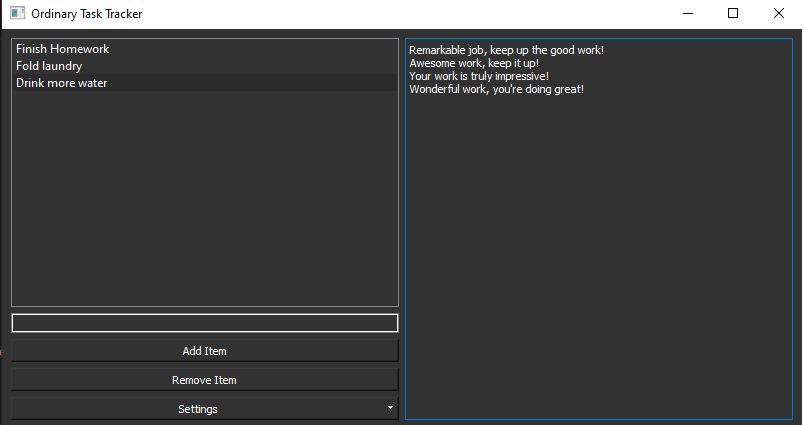 Ordinary Task Tracker
Finish Homework
Fold laundry
Drink more water
Add Item
Remove Item
Settings
Remarkable job, keep up the good work!
Awesome work, keep it up!
Your work is truly impressive!
Wonderful work, you're doing great!